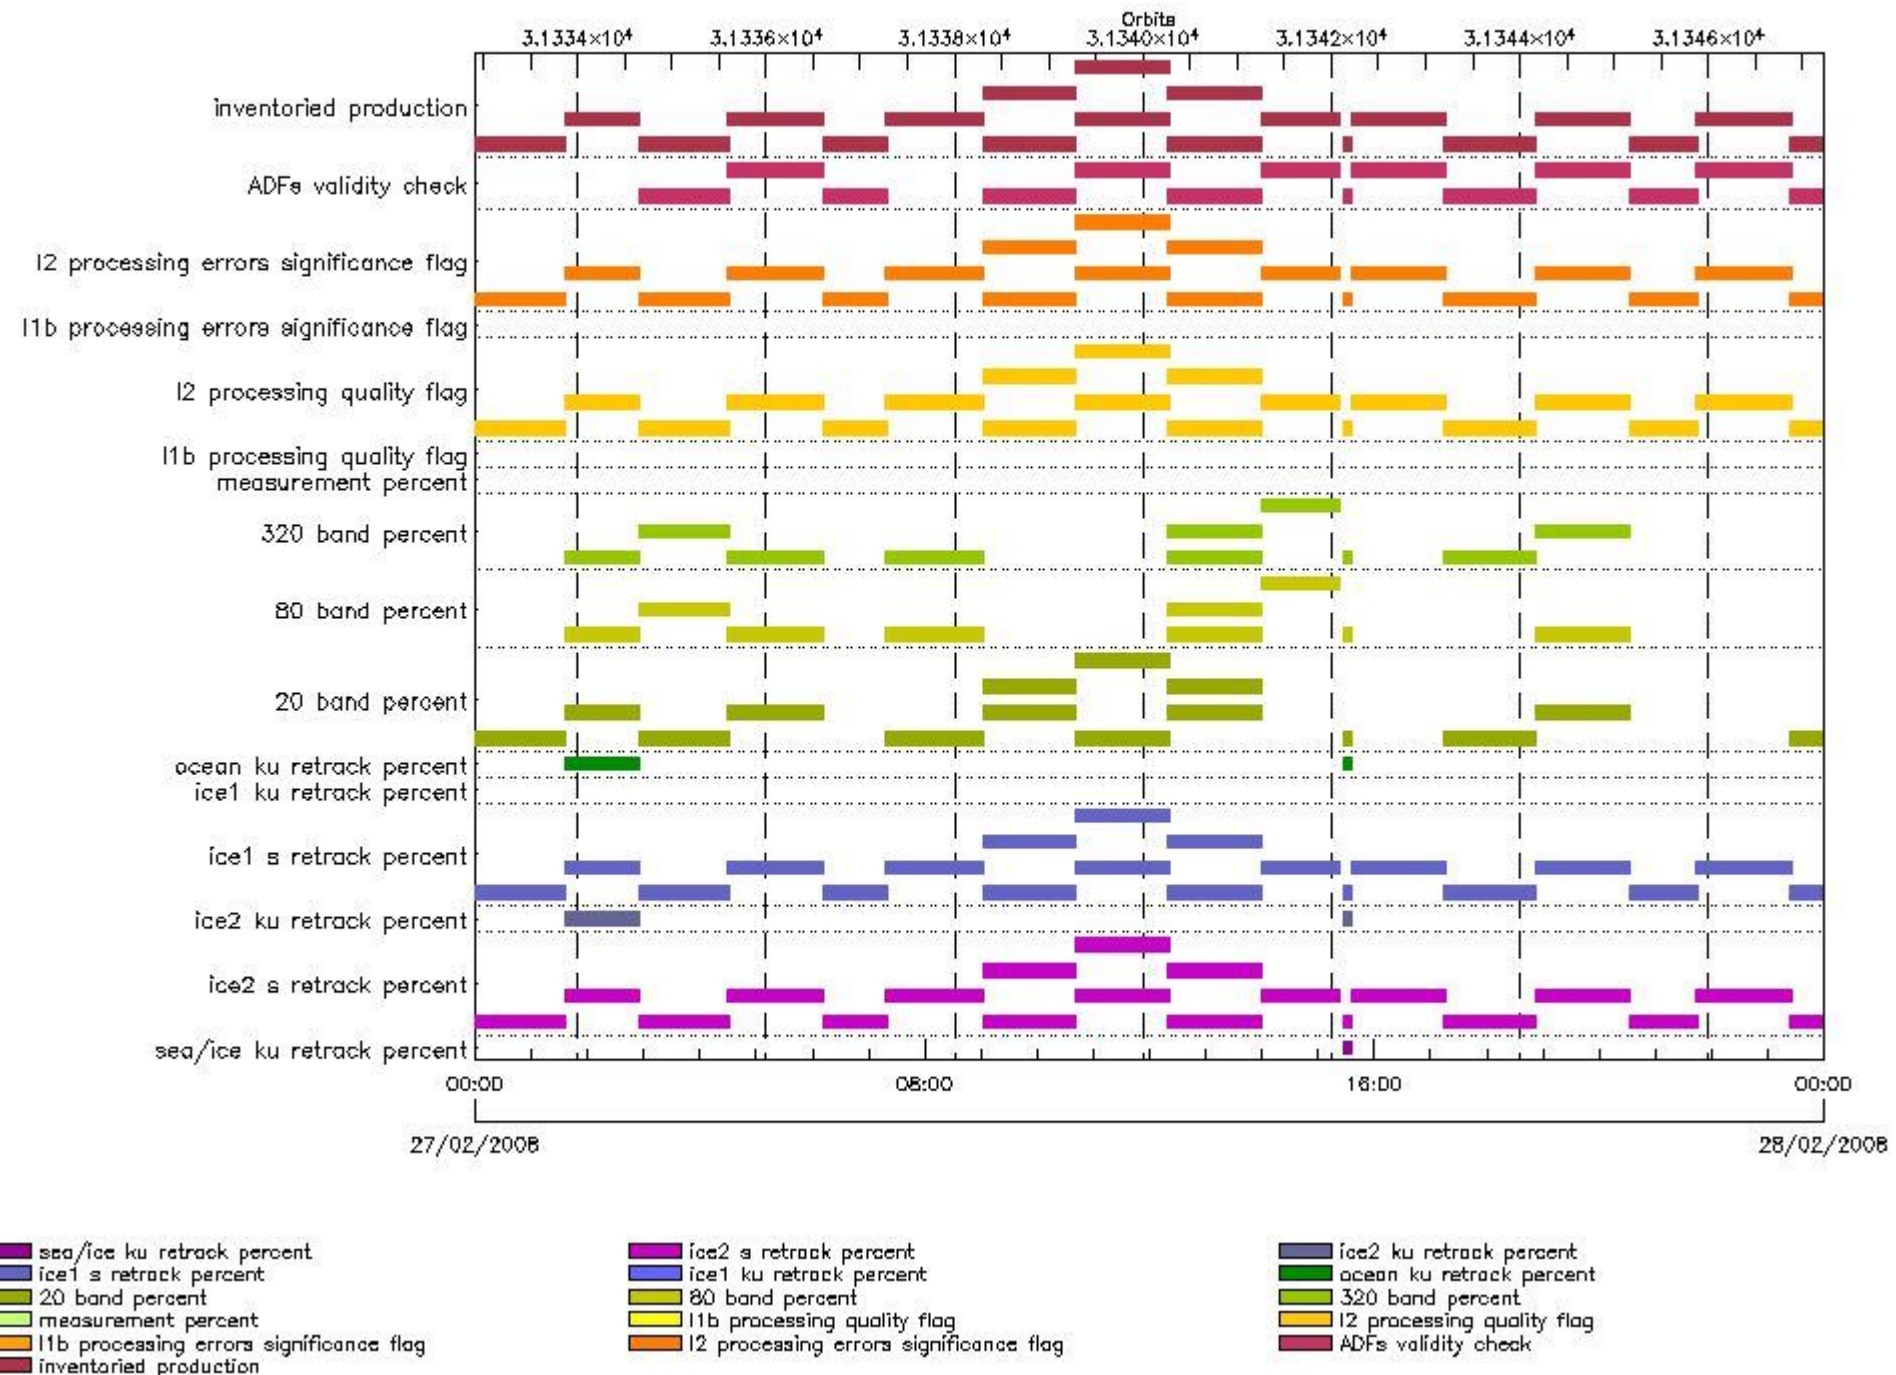 Orbits
3.1334×10⁴ 3.1336×10⁴ 3.1338×10⁴ 3.1340×10⁴ 3.1342×10⁴ 3.1344×10⁴ 3.1346×10⁴
inventoried production
ADFs validity check
l2 processing errors significance flag
l1b processing errors significance flag
l2 processing quality flag
l1b processing quality flag
measurement percent
320 band percent
80 band percent
20 band percent
ocean ku retrack percent
ice1 ku retrack percent
ice1 s retrack percent
ice2 ku retrack percent
ice2 s retrack percent
sea/ice ku retrack percent
00:00 08:00 16:00 00:00
27/02/2008 28/02/2008
sea/ice ku retrack percent ice2 s retrack percent ice2 ku retrack percent
ice1 s retrack percent ice1 ku retrack percent ocean ku retrack percent
20 band percent 80 band percent 320 band percent
measurement percent l1b processing quality flag l2 processing quality flag
l1b processing errors significance flag l2 processing errors significance flag ADFs validity check
inventoried production